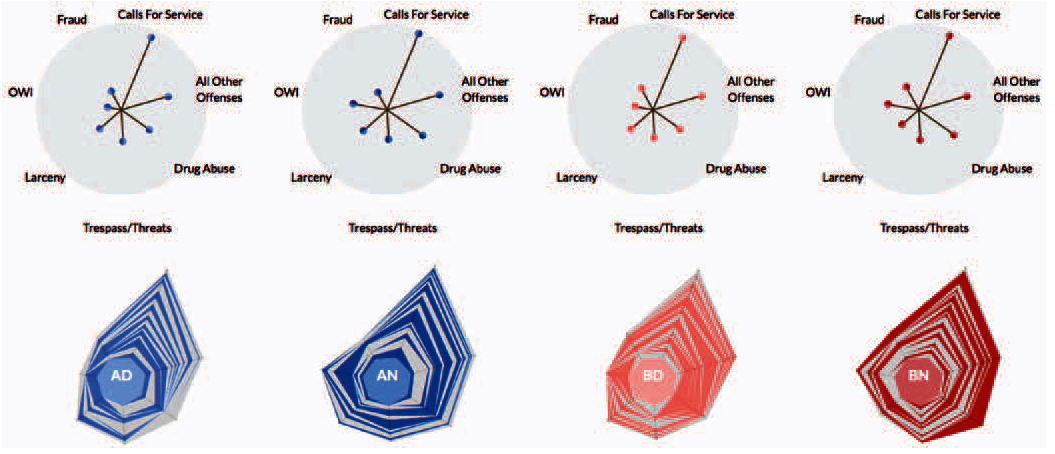 Fraud Calls For Service
OWI All Other
Offenses
Larceny Drug Abuse
Trespass/Threats
Fraud Calls For Service
OWI All Other
Offenses
Larceny Drug Abuse
Trespass/Threats
Fraud Calls For Service
OWI All Other
Offenses
Larceny Drug Abuse
Trespass/Threats
Fraud Calls For Service
OWI All Other
Offenses
Larceny Drug Abuse
Trespass/Threats
AD
AN
BD
BN